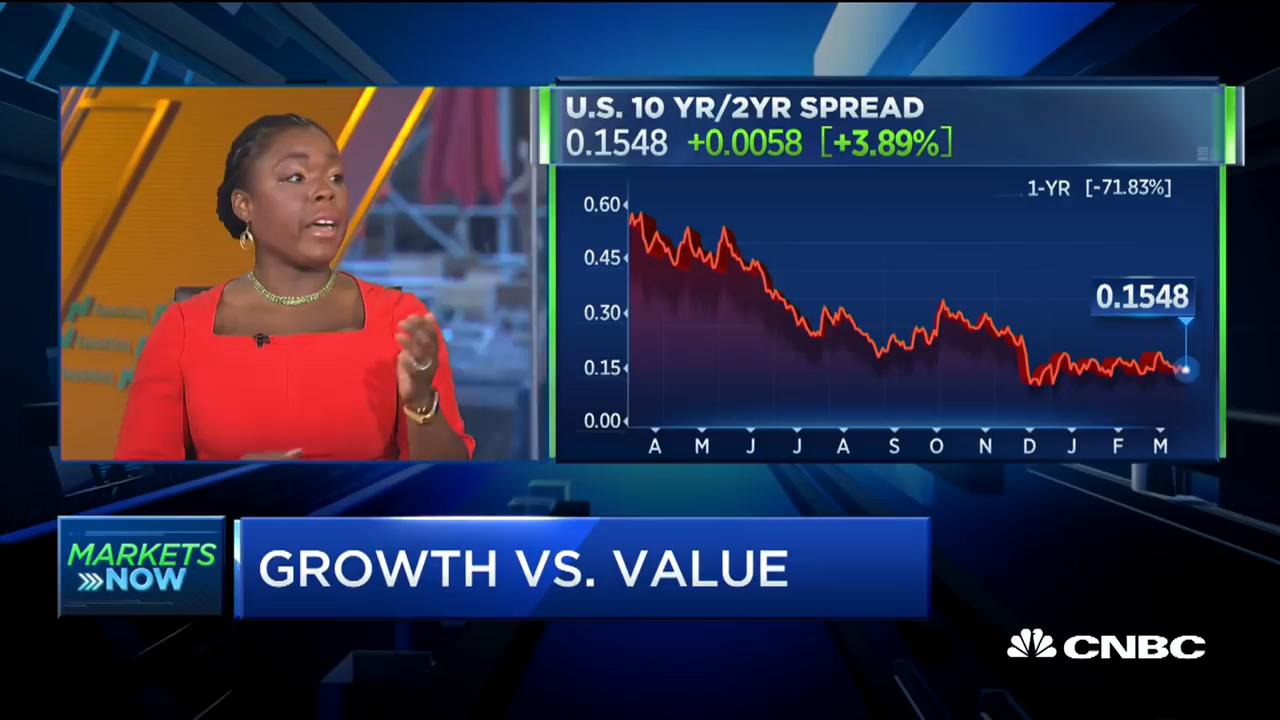 U.S. 10 YR/2YR SPREAD
0.1548 +0.0058 [+3.89%]
1-YR [-71.83%]
0.60
0.45
0.30
0.15
0.00
0.1548
A M J J A S O N D J F M
MARKETS
NOW
GROWTH VS. VALUE
CNBC